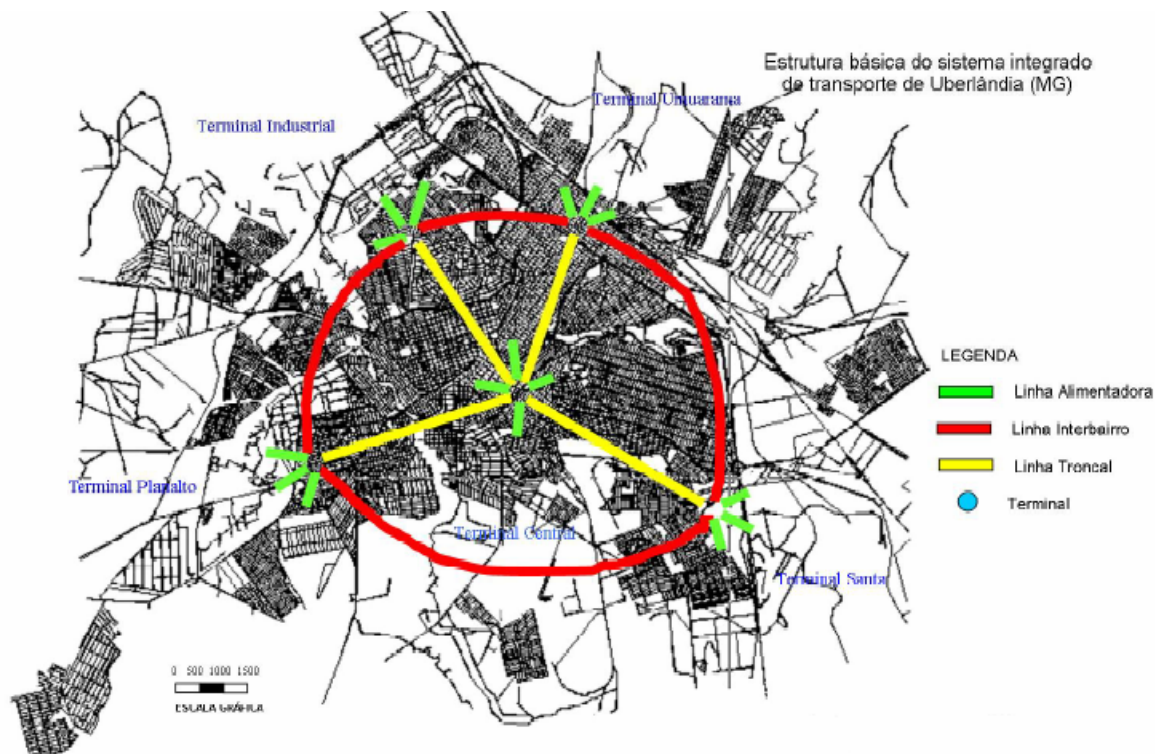 Estrutura básica do sistema integrado
de transporte de Uberlândia (MG)
Terminal Umuarama
Terminal Industrial
LEGENDA
Linha Alimentadora
Linha Interbairro
Linha Troncal
Terminal
Terminal Planalto
Terminal Central
Terminal Santa
0 500 1000 1500
ESCALA GRÁFICA